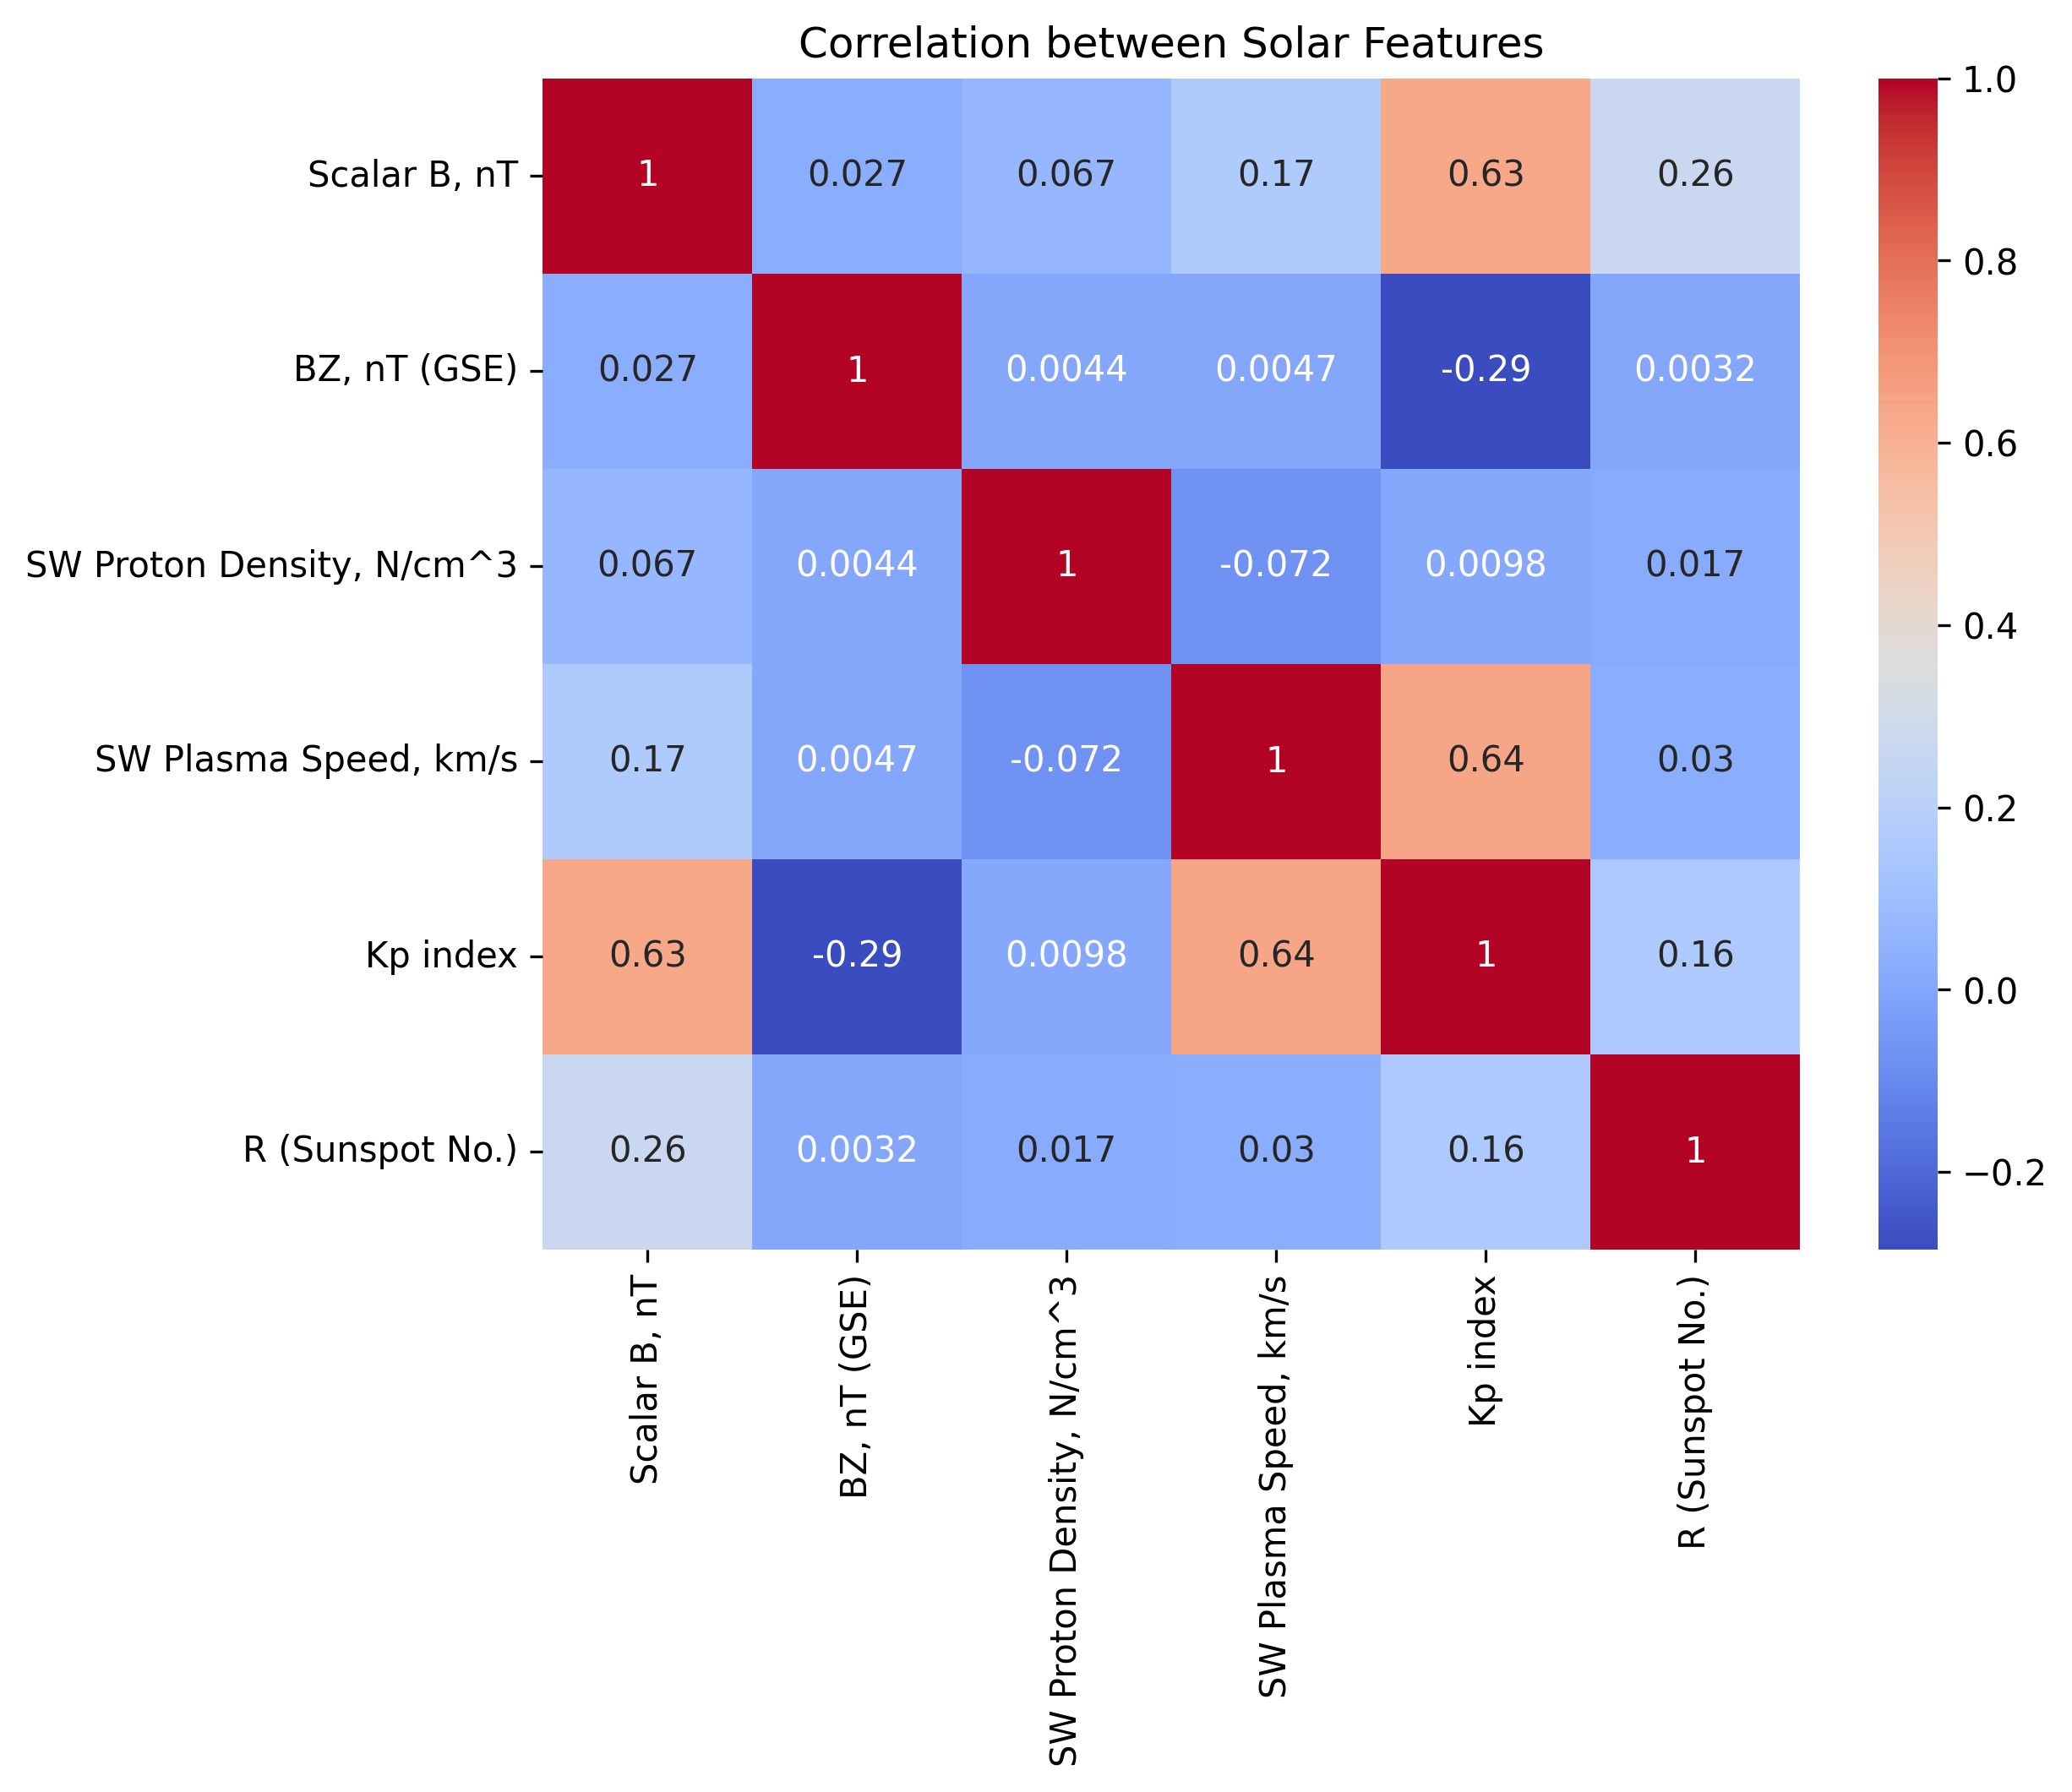 Correlation between Solar Features
Scalar B, nT 1 0.027 0.067 0.17 0.63 0.26
BZ, nT (GSE) 0.027 1 0.0044 0.0047 -0.29 0.0032
SW Proton Density, N/cm^3 0.067 0.0044 1 -0.072 0.0098 0.017
SW Plasma Speed, km/s 0.17 0.0047 -0.072 1 0.64 0.03
Kp index 0.63 -0.29 0.0098 0.64 1 0.16
R (Sunspot No.) 0.26 0.0032 0.017 0.03 0.16 1
Scalar B, nT
BZ, nT (GSE)
SW Proton Density, N/cm^3
SW Plasma Speed, km/s
Kp index
R (Sunspot No.)
1.0
0.8
0.6
0.4
0.2
0.0
−0.2